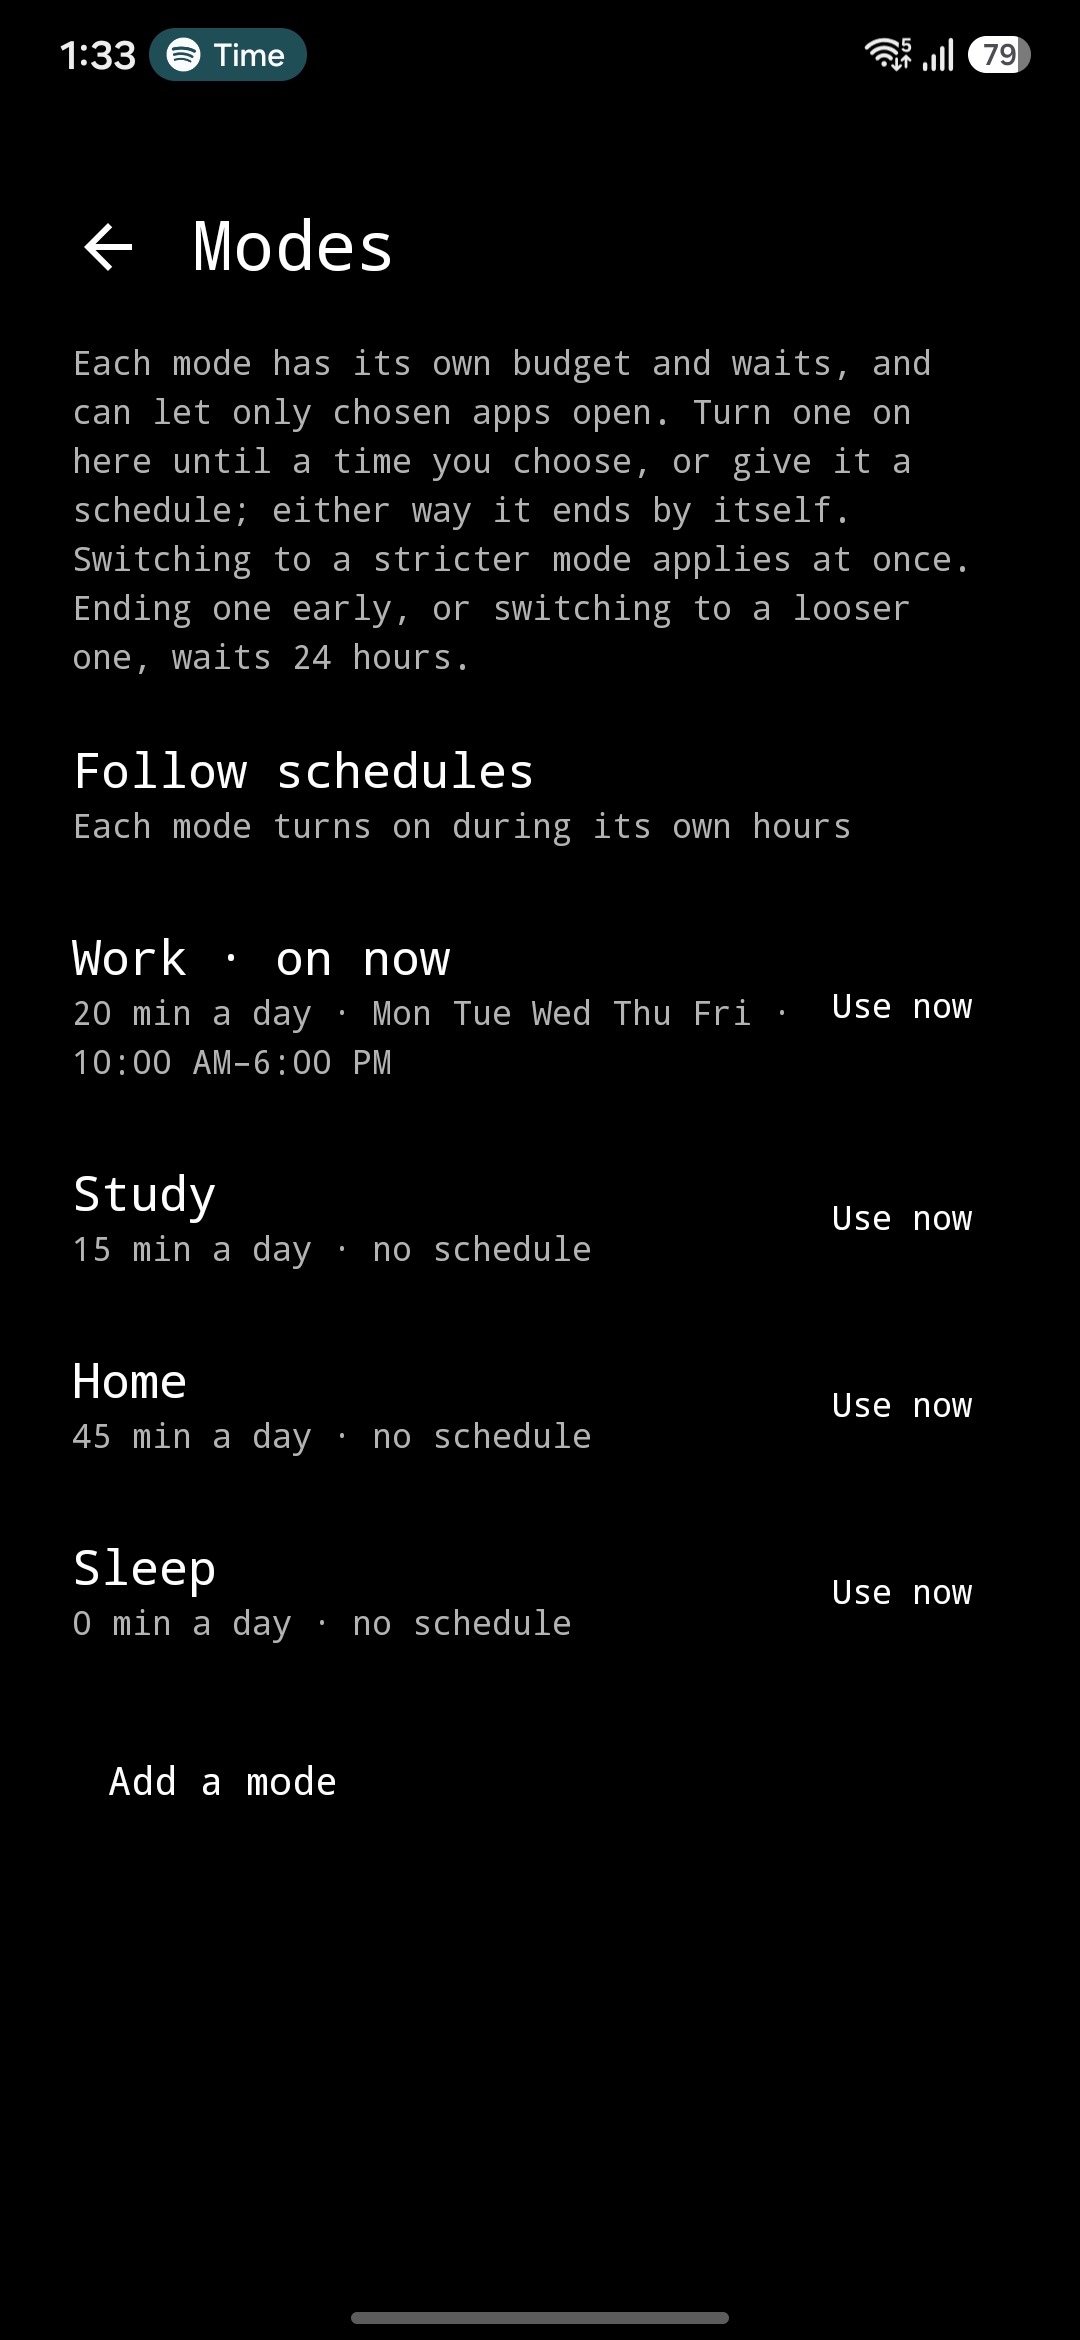 1:33 Time 5 79
Modes
Each mode has its own budget and waits, and
can let only chosen apps open. Turn one on
here until a time you choose, or give it a
schedule; either way it ends by itself.
Switching to a stricter mode applies at once.
Ending one early, or switching to a looser
one, waits 24 hours.
Follow schedules
Each mode turns on during its own hours
Work · on now
20 min a day · Mon Tue Wed Thu Fri ·
10:00 AM–6:00 PM
Use now
Study
15 min a day · no schedule
Use now
Home
45 min a day · no schedule
Use now
Sleep
0 min a day · no schedule
Use now
Add a mode